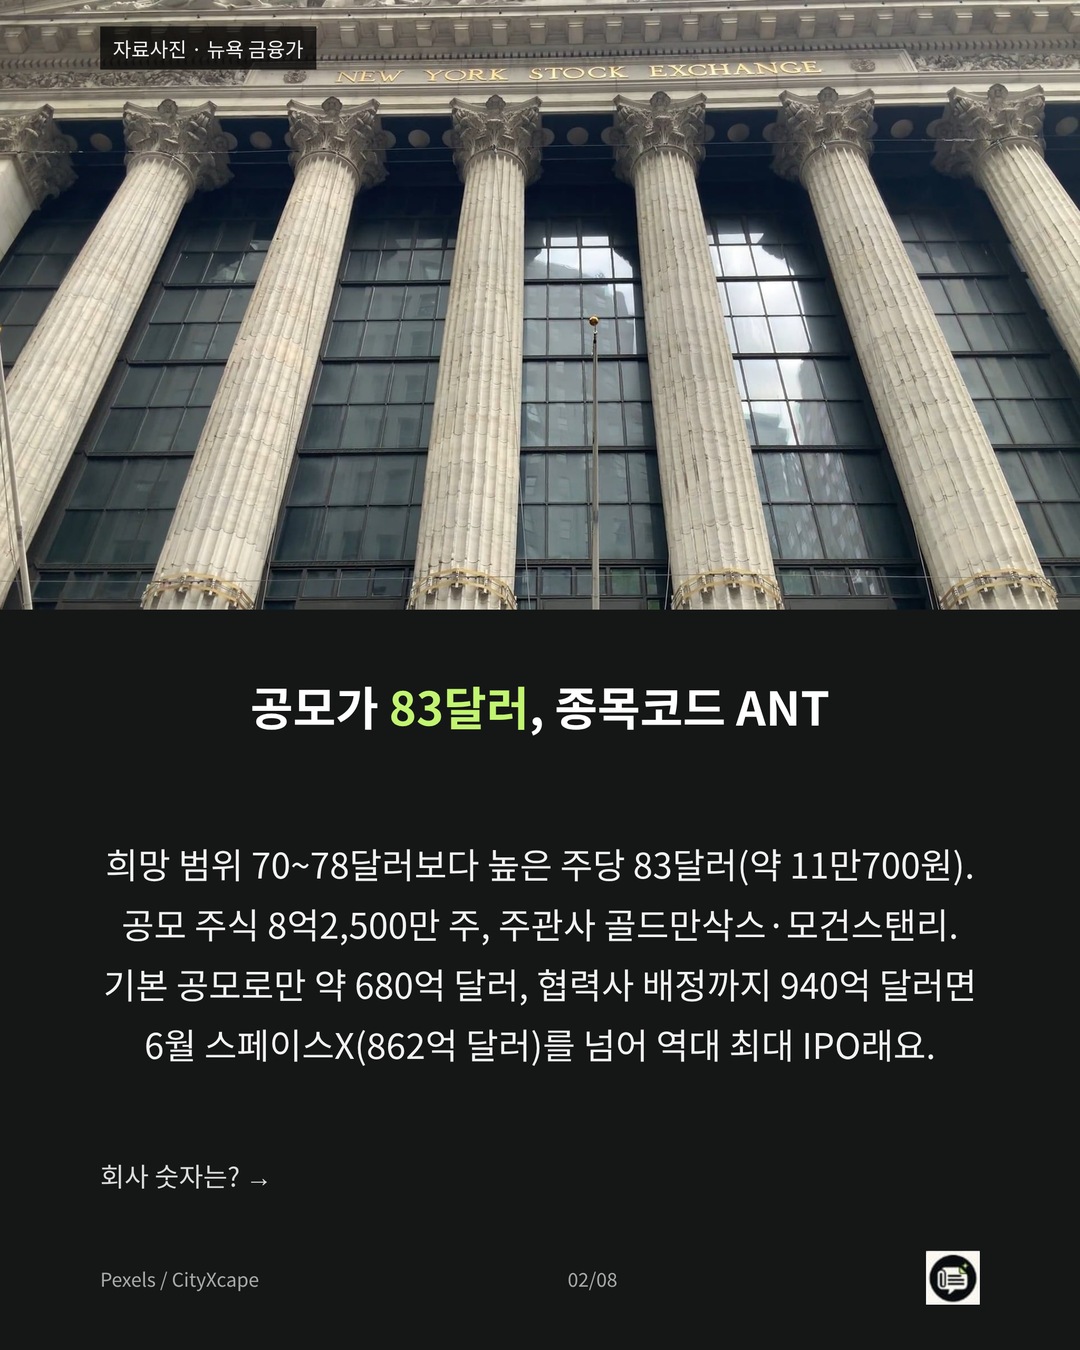 자료사진 · 뉴욕 금융가
NEW YORK STOCK EXCHANGE
공모가 83달러, 종목코드 ANT
희망 범위 70~78달러보다 높은 주당 83달러(약 11만700원).
공모 주식 8억2,500만 주, 주관사 골드만삭스·모건스탠리.
기본 공모로만 약 680억 달러, 협력사 배정까지 940억 달러면
6월 스페이스X(862억 달러)를 넘어 역대 최대 IPO래요.
회사 숫자는? →
Pexels / CityXcape
02/08